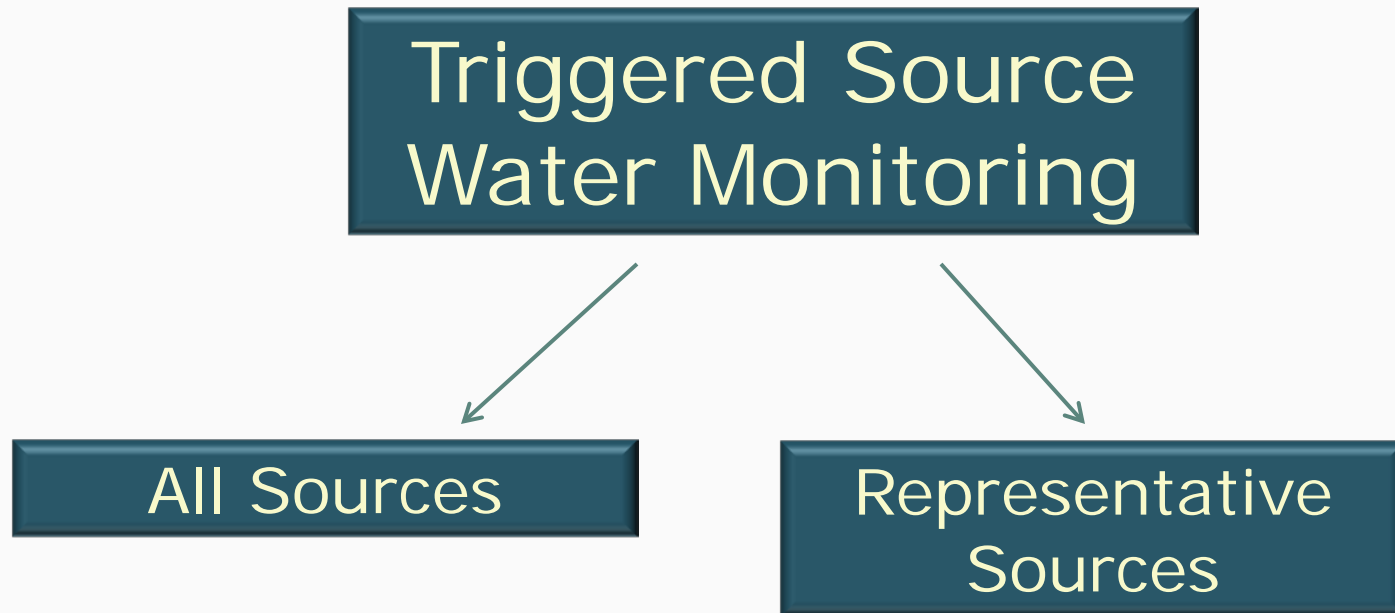 Triggered Source
Water Monitoring
All Sources
Representative
Sources